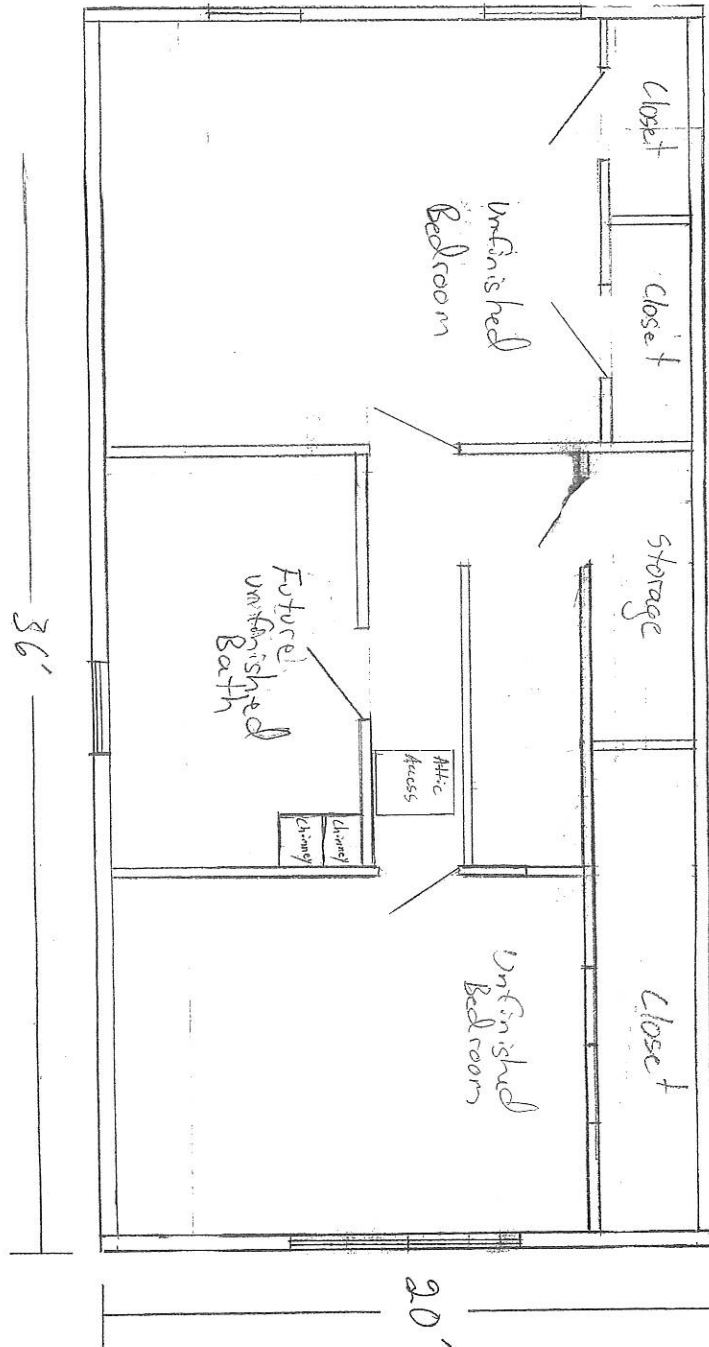 Closet
Closet
Unfinished
Bedroom
Storage
Future
unfinished
Bath
Attic
Access
Chimney
Chimney
Closet
Unfinished
Bedroom
36'
20'